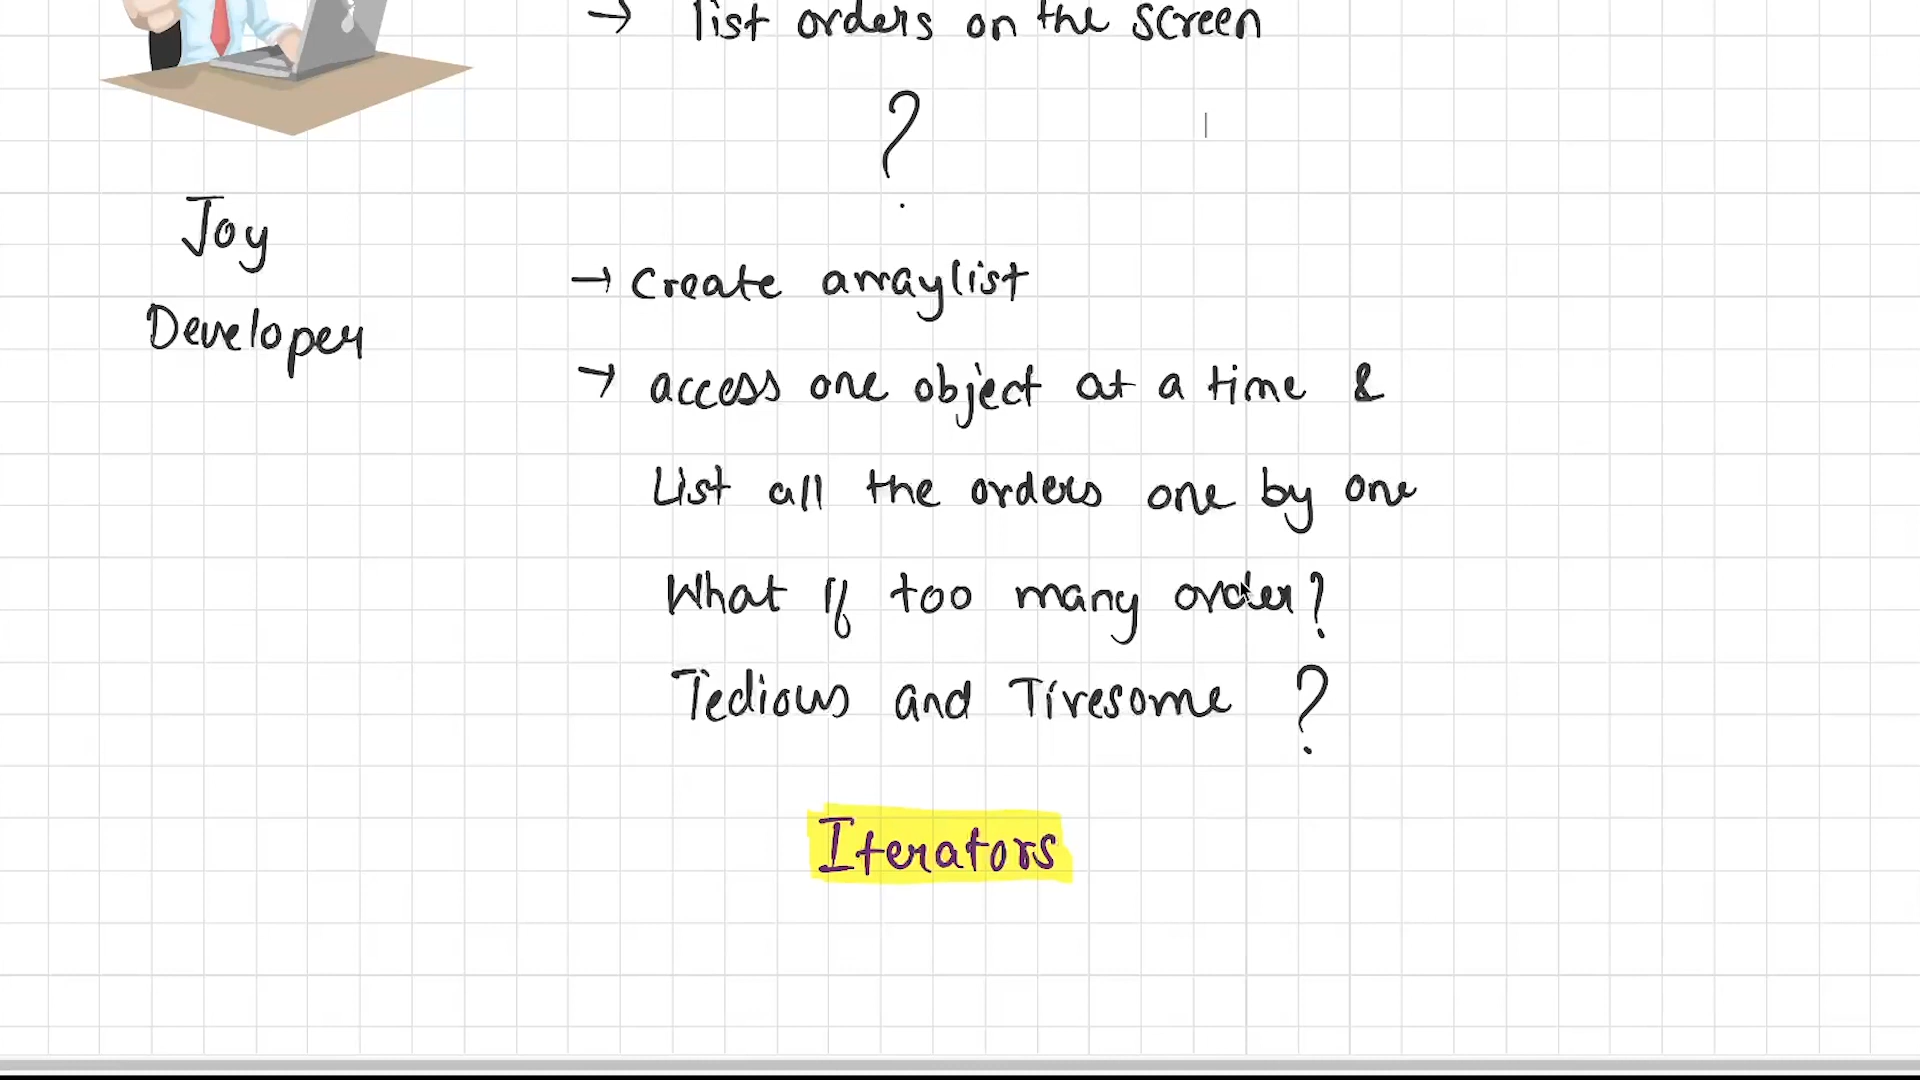 → list orders on the screen
?
Joy
Developer
→ Create arraylist
→ access one object at a time &
List all the orders one by one
What If too many order?
Tedious and Tiresome ?
Iterators